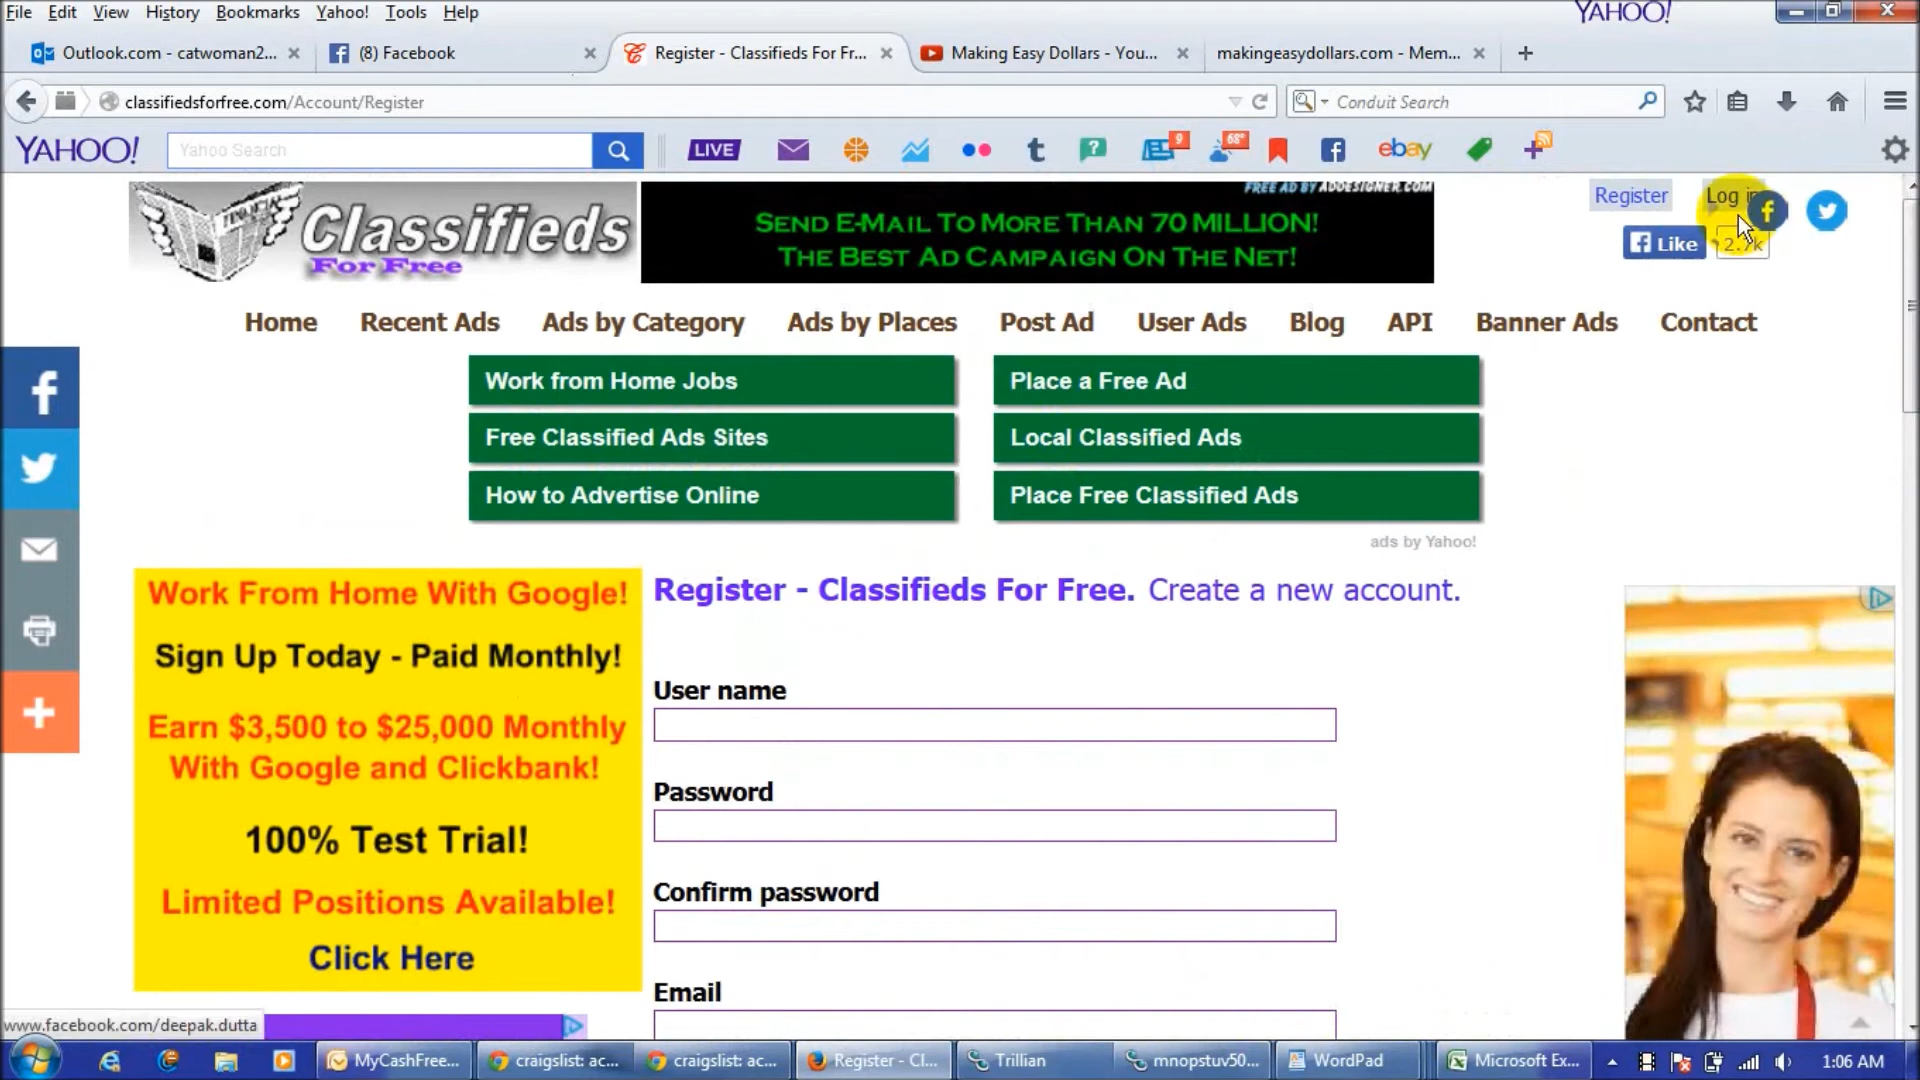 File Edit View History Bookmarks Yahoo! Tools Help
YAHOO!
Outlook.com - catwoman2...
(8) Facebook
Register - Classifieds For Fr...
Making Easy Dollars - You...
makingeasydollars.com - Mem...
classifiedsforfree.com/Account/Register
Conduit Search
YAHOO!
Yahoo Search
LIVE
9
68°
ebay
FINANCIAL
Classifieds
For Free
FREE AD BY ADDESIGNER.COM
SEND E-MAIL TO MORE THAN 70 MILLION!
THE BEST AD CAMPAIGN ON THE NET!
Register
Log in
Like
2.7k
Home
Recent Ads
Ads by Category
Ads by Places
Post Ad
User Ads
Blog
API
Banner Ads
Contact
Work from Home Jobs
Place a Free Ad
Free Classified Ads Sites
Local Classified Ads
How to Advertise Online
Place Free Classified Ads
ads by Yahoo!
Work From Home With Google!
Sign Up Today - Paid Monthly!
Earn $3,500 to $25,000 Monthly
With Google and Clickbank!
100% Test Trial!
Limited Positions Available!
Click Here
Register - Classifieds For Free. Create a new account.
User name
Password
Confirm password
Email
www.facebook.com/deepak.dutta
MyCashFree...
craigslist: ac...
craigslist: ac...
Register - Cl...
Trillian
mnopstuv50...
WordPad
Microsoft Ex...
1:06 AM